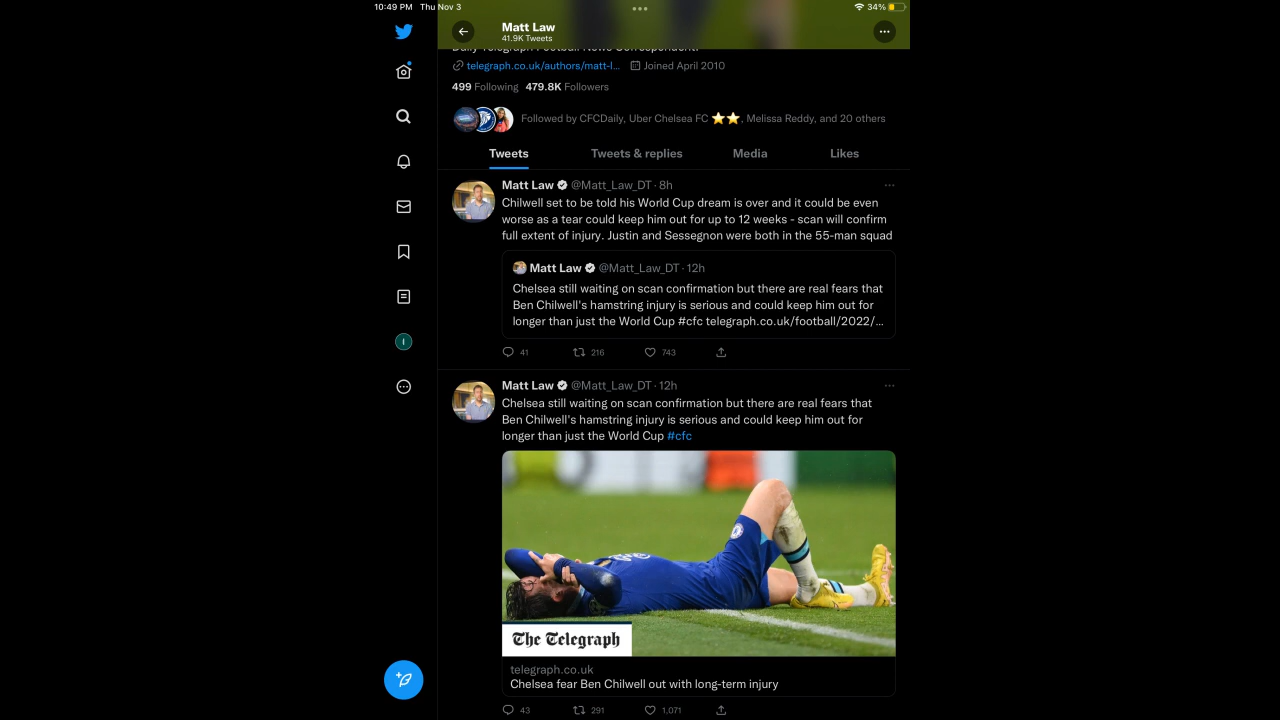 10:49 PM Thu Nov 3
34%
Matt Law
41.9K Tweets
Daily Telegraph Football News Correspondent.
telegraph.co.uk/authors/matt-l... Joined April 2010
499 Following 479.8K Followers
Followed by CFCDaily, Uber Chelsea FC ⭐⭐, Melissa Reddy, and 20 others
Tweets Tweets & replies Media Likes
Matt Law @Matt_Law_DT · 8h
Chilwell set to be told his World Cup dream is over and it could be even
worse as a tear could keep him out for up to 12 weeks - scan will confirm
full extent of injury. Justin and Sessegnon were both in the 55-man squad
Matt Law @Matt_Law_DT · 12h
Chelsea still waiting on scan confirmation but there are real fears that
Ben Chilwell's hamstring injury is serious and could keep him out for
longer than just the World Cup #cfc telegraph.co.uk/football/2022/...
41 216 743
Matt Law @Matt_Law_DT · 12h
Chelsea still waiting on scan confirmation but there are real fears that
Ben Chilwell's hamstring injury is serious and could keep him out for
longer than just the World Cup #cfc
The Telegraph
telegraph.co.uk
Chelsea fear Ben Chilwell out with long-term injury
43 291 1,071